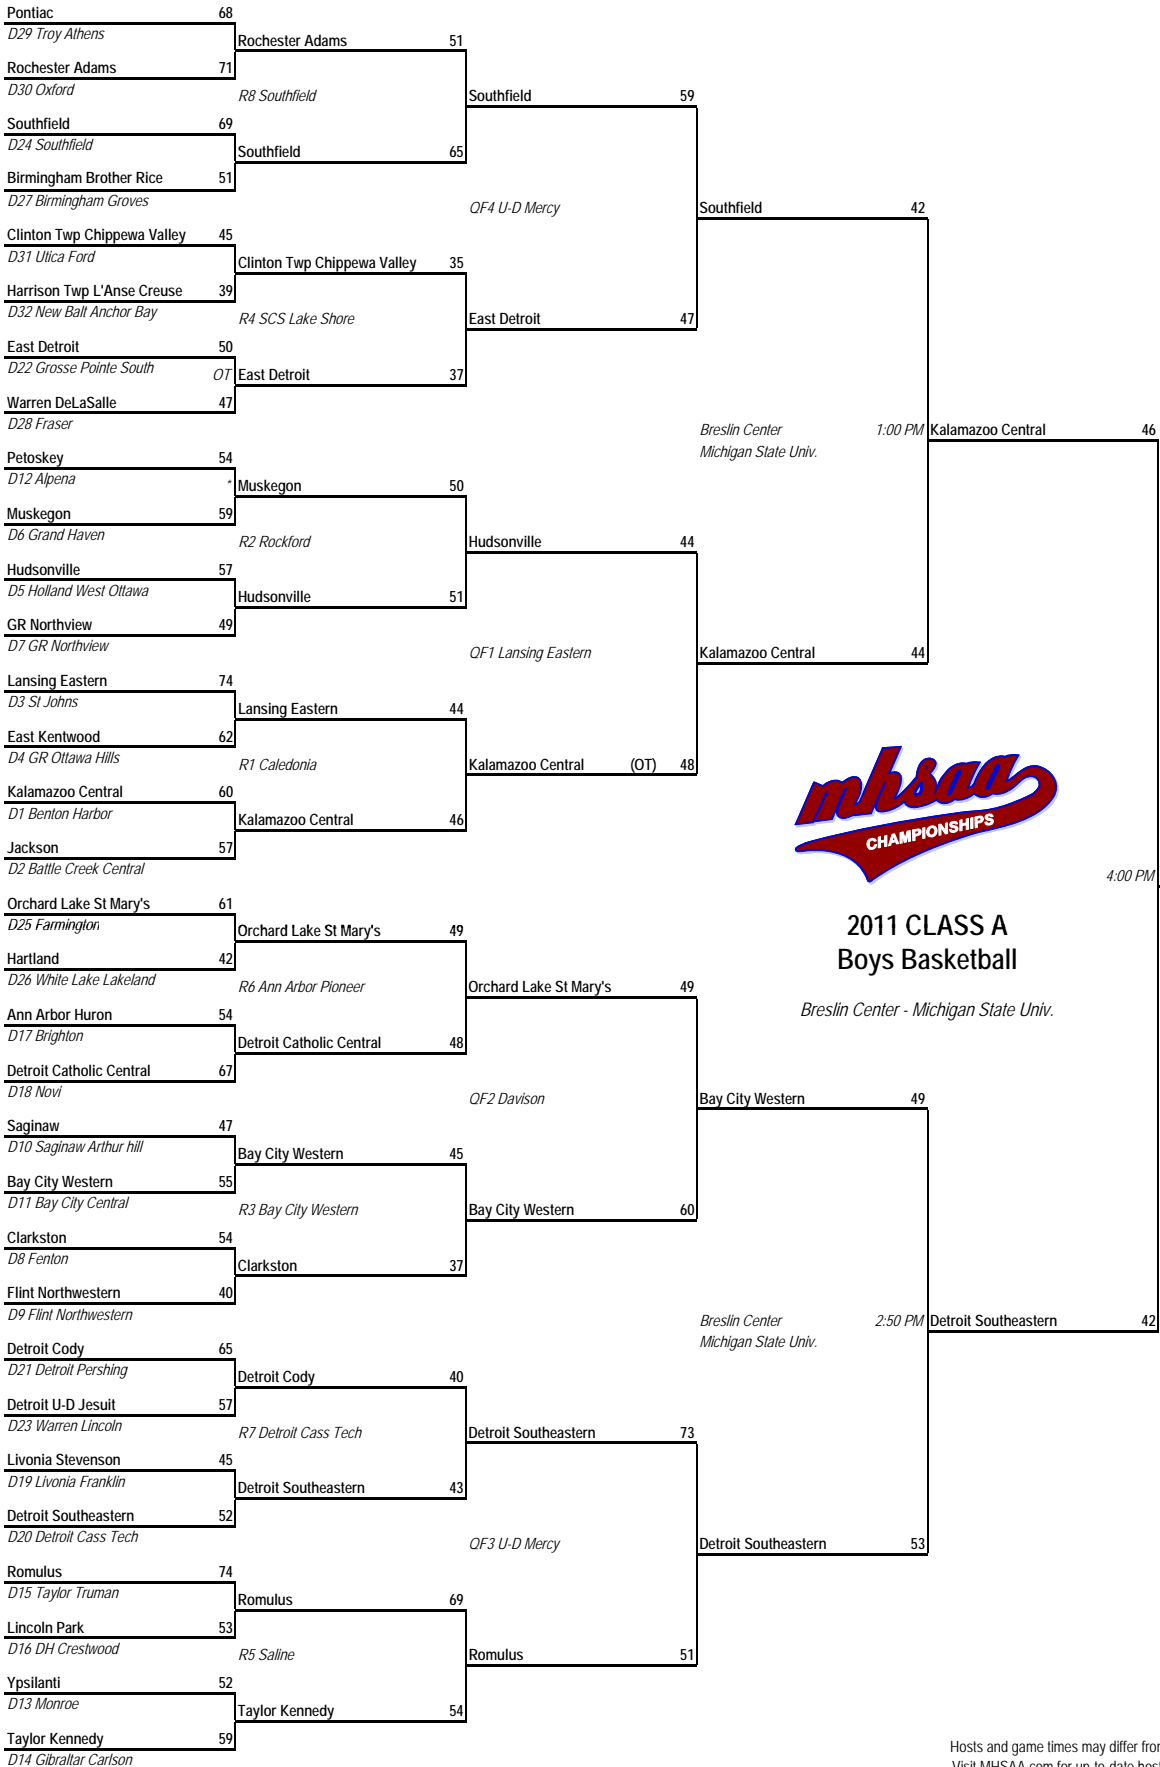 Pontiac 68
D29 Troy Athens
Rochester Adams 51
Rochester Adams 71
D30 Oxford
R8 Southfield
Southfield 59
Southfield 69
D24 Southfield
Southfield 65
Birmingham Brother Rice 51
D27 Birmingham Groves
QF4 U-D Mercy
Southfield 42
Clinton Twp Chippewa Valley 45
D31 Utica Ford
Clinton Twp Chippewa Valley 35
Harrison Twp L'Anse Creuse 39
D32 New Balt Anchor Bay
R4 SCS Lake Shore
East Detroit 47
East Detroit 50
D22 Grosse Pointe South OT
East Detroit 37
Warren DeLaSalle 47
D28 Fraser
Breslin Center 1:00 PM
Michigan State Univ.
Kalamazoo Central 46
Petoskey 54
D12 Alpena *
Muskegon 50
Muskegon 59
D6 Grand Haven
R2 Rockford
Hudsonville 44
Hudsonville 57
D5 Holland West Ottawa
Hudsonville 51
GR Northview 49
D7 GR Northview
QF1 Lansing Eastern
Kalamazoo Central 44
Lansing Eastern 74
D3 St Johns
Lansing Eastern 44
East Kentwood 62
D4 GR Ottawa Hills
R1 Caledonia
Kalamazoo Central (OT) 48
Kalamazoo Central 60
D1 Benton Harbor
Kalamazoo Central 46
Jackson 57
D2 Battle Creek Central
mhsaa
CHAMPIONSHIPS
4:00 PM
2011 CLASS A
Boys Basketball
Breslin Center - Michigan State Univ.
Orchard Lake St Mary's 61
D25 Farmington
Orchard Lake St Mary's 49
Hartland 42
D26 White Lake Lakeland
R6 Ann Arbor Pioneer
Orchard Lake St Mary's 49
Ann Arbor Huron 54
D17 Brighton
Detroit Catholic Central 48
Detroit Catholic Central 67
D18 Novi
QF2 Davison
Bay City Western 49
Saginaw 47
D10 Saginaw Arthur hill
Bay City Western 45
Bay City Western 55
D11 Bay City Central
R3 Bay City Western
Bay City Western 60
Clarkston 54
D8 Fenton
Clarkston 37
Flint Northwestern 40
D9 Flint Northwestern
Breslin Center 2:50 PM
Michigan State Univ.
Detroit Southeastern 42
Detroit Cody 65
D21 Detroit Pershing
Detroit Cody 40
Detroit U-D Jesuit 57
D23 Warren Lincoln
R7 Detroit Cass Tech
Detroit Southeastern 73
Livonia Stevenson 45
D19 Livonia Franklin
Detroit Southeastern 43
Detroit Southeastern 52
D20 Detroit Cass Tech
QF3 U-D Mercy
Detroit Southeastern 53
Romulus 74
D15 Taylor Truman
Romulus 69
Lincoln Park 53
D16 DH Crestwood
R5 Saline
Romulus 51
Ypsilanti 52
D13 Monroe
Taylor Kennedy 54
Taylor Kennedy 59
D14 Gibraltar Carlson
Hosts and game times may differ from
Visit MHSAA.com for up-to-date host